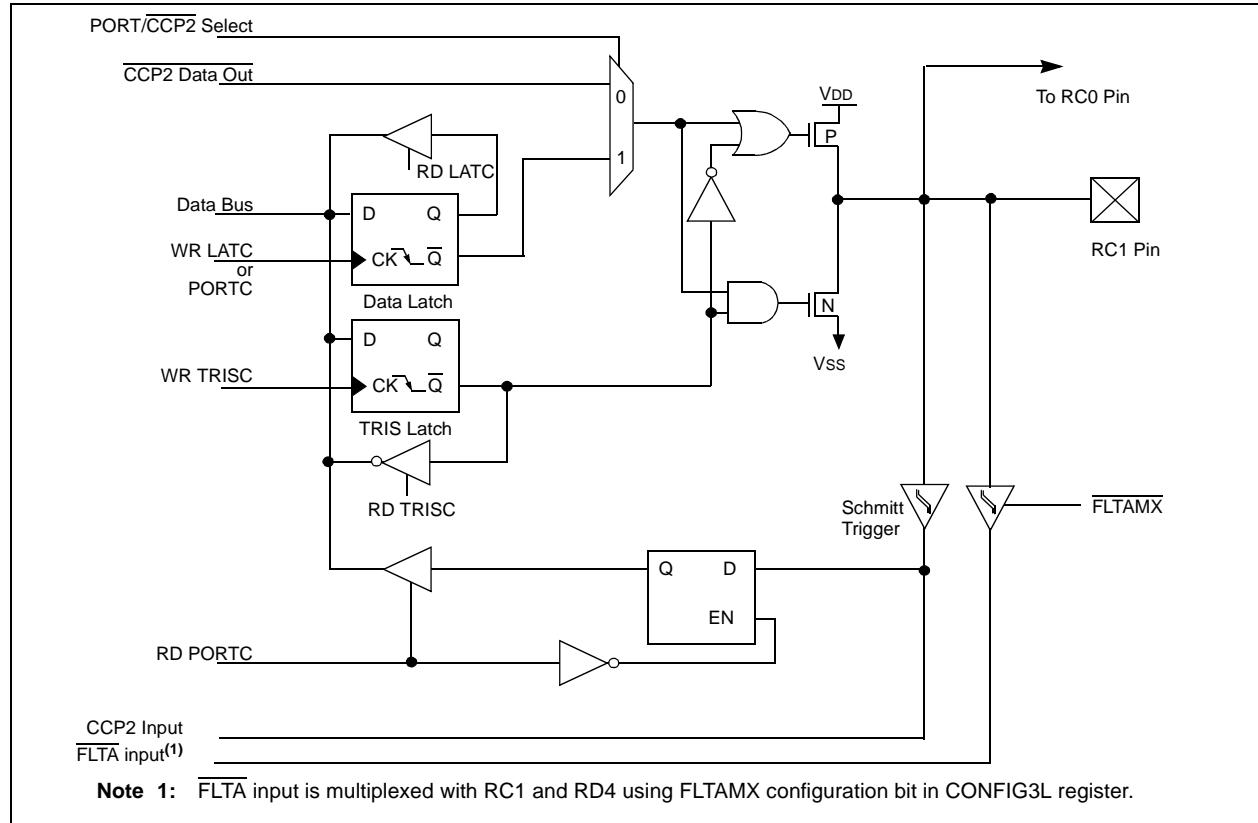 PORT/CCP2 Select
CCP2 Data Out
0
1
VDD
P
To RC0 Pin
RD LATC
Data Bus
D Q
WR LATC
or
PORTC
CK Q
Data Latch
RC1 Pin
N
VSS
D Q
WR TRISC
CK Q
TRIS Latch
RD TRISC
Schmitt
Trigger
FLTAMX
Q D
EN
RD PORTC
CCP2 Input
FLTA input(1)
Note 1: FLTA input is multiplexed with RC1 and RD4 using FLTAMX configuration bit in CONFIG3L register.